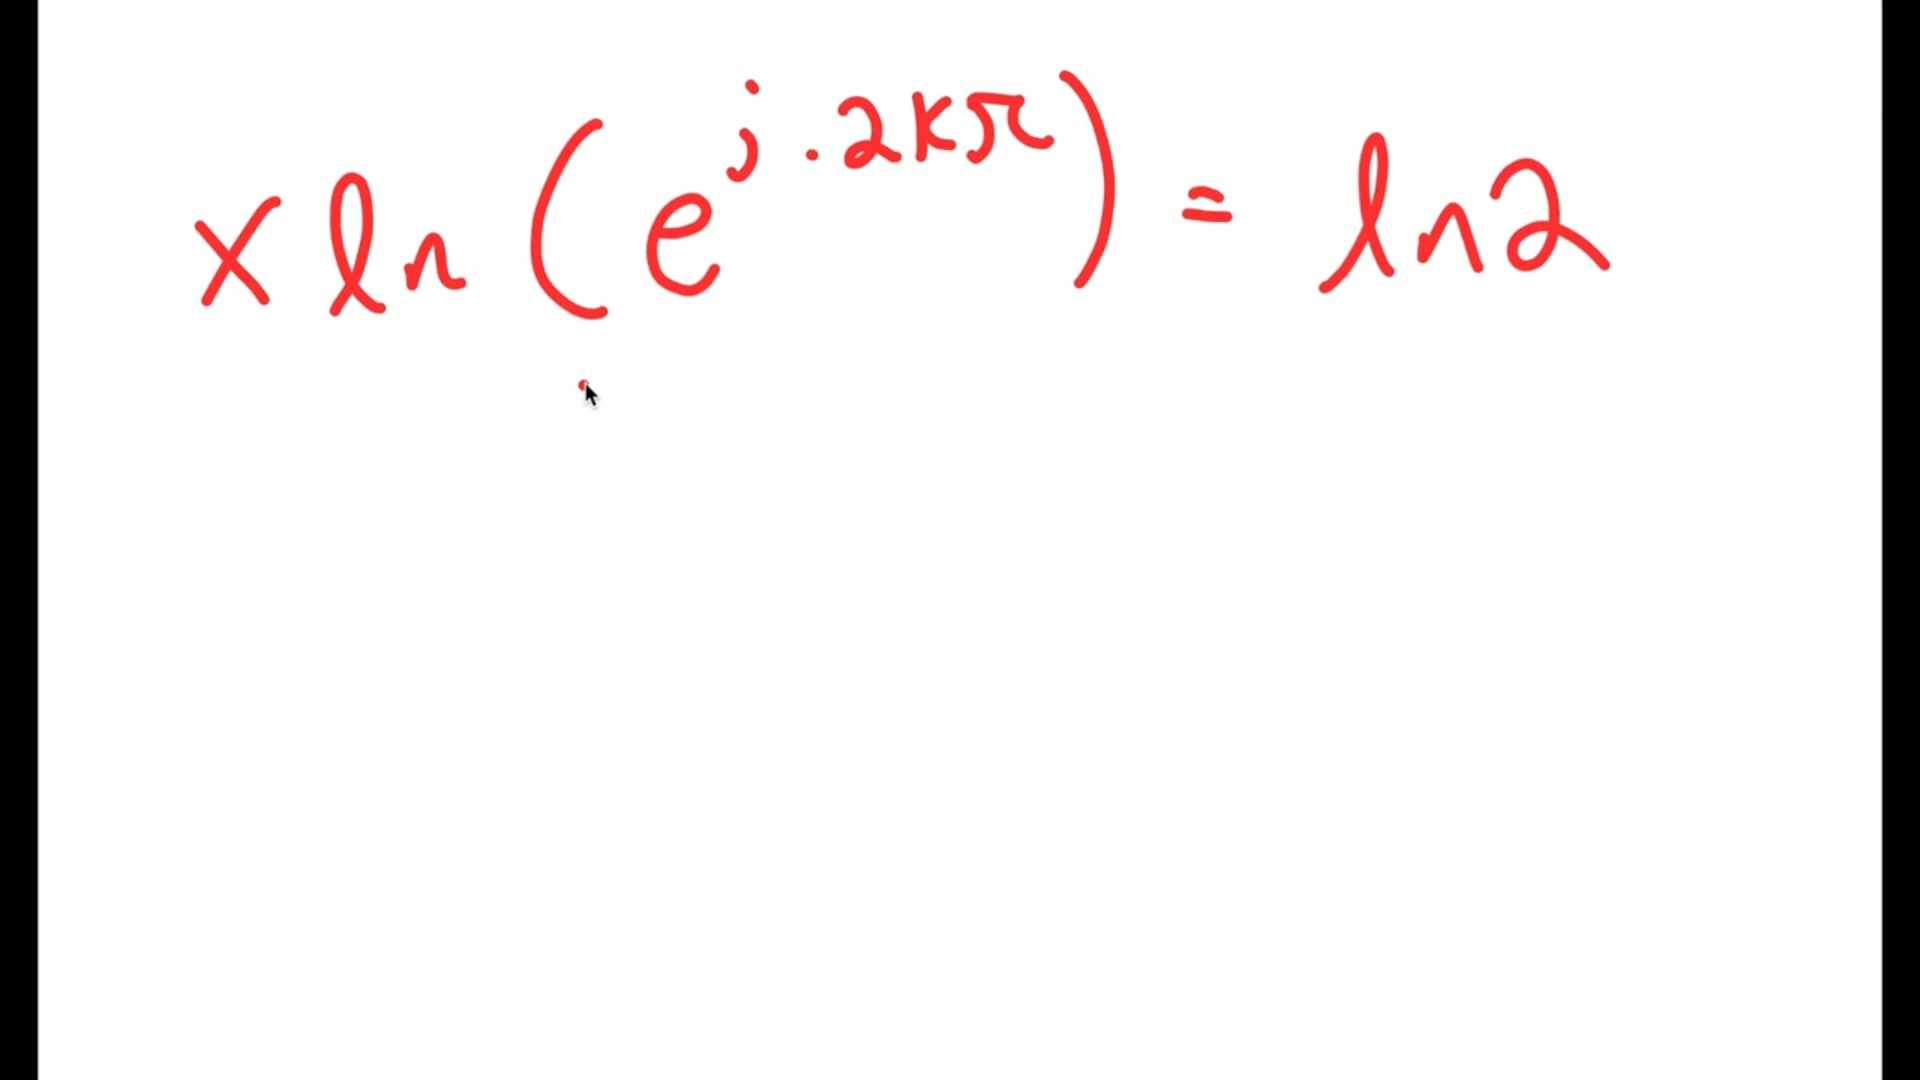 x ln (e^{j.2kπ}) = ln2